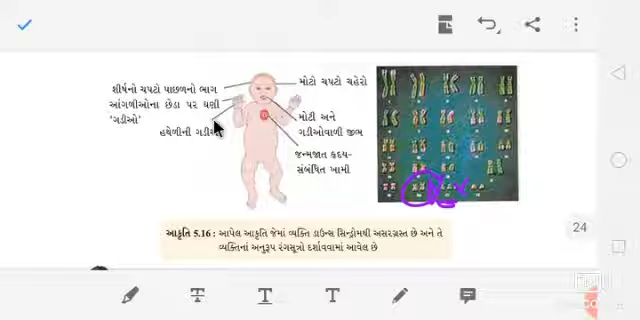 શીર્ષનો ચપટો પાછળનો ભાગ
આંગળીઓના છેડા પર ઘણી
'ગડીઓ'
હથેળીની
મોટો ચપટો ચહેરો
મોટી અને
ગડીઓવાળી જીભ
જન્મજાત હૃદય-
સંબંધિત ખામી
આકૃતિ 5.16 : આપેલ આકૃતિ જેમાં વ્યક્તિ ડાઉન્સ સિન્ડ્રોમથી અસરગ્રસ્ત છે અને તે
વ્યક્તિનાં અનુરૂપ રંગસૂત્રો દર્શાવવામાં આવેલ છે
24